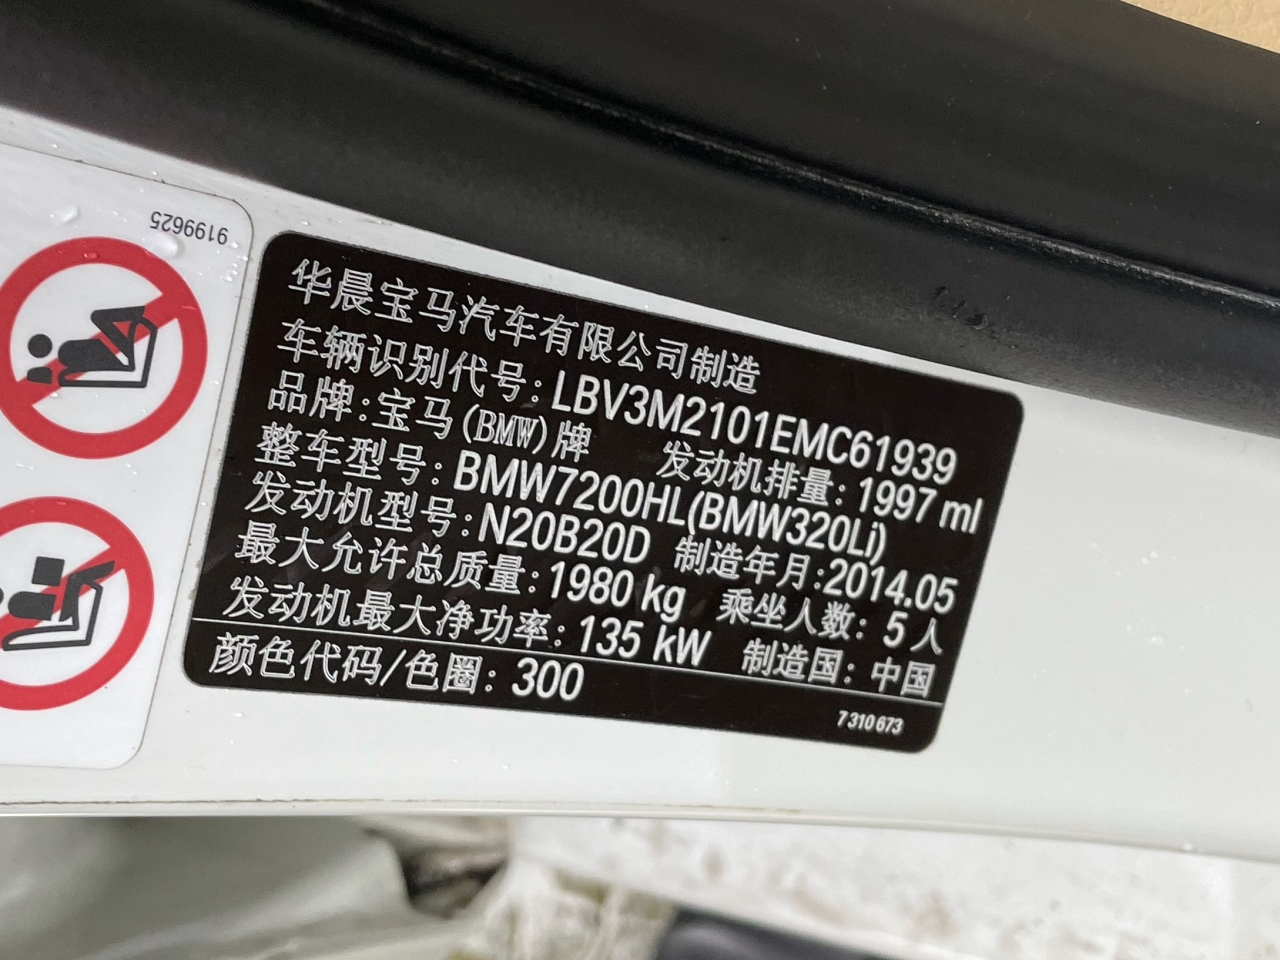 9199625
华晨宝马汽车有限公司制造
车辆识别代号: LBV3M2101EMC61939
品牌:宝马(BMW)牌 发动机排量: 1997 ml
整车型号: BMW7200HL(BMW320Li)
发动机型号: N20B20D 制造年月:2014.05
最大允许总质量: 1980 kg 乘坐人数: 5 人
发动机最大净功率: 135 kW 制造国: 中国
颜色代码/色圈: 300
7 310 673